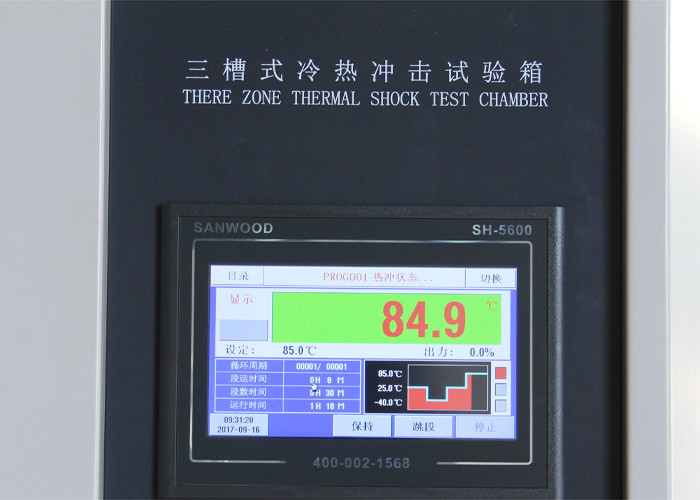 三槽式冷热冲击试验箱
THERE ZONE THERMAL SHOCK TEST CHAMBER
SANWOOD SH-5600
目录 PROG001 热冲状态... 切换
显示 84.9 ℃
设定: 85.0℃ 出力: 0.0%
循环周期 00001/ 00001
段运时间 0H 0 M
段数时间 0H 30 M
运行时间 1H 18 M
85.0℃
25.0℃
-40.0℃
09:31:28
2017-09-16
保持 跳段 停止
400-002-1568